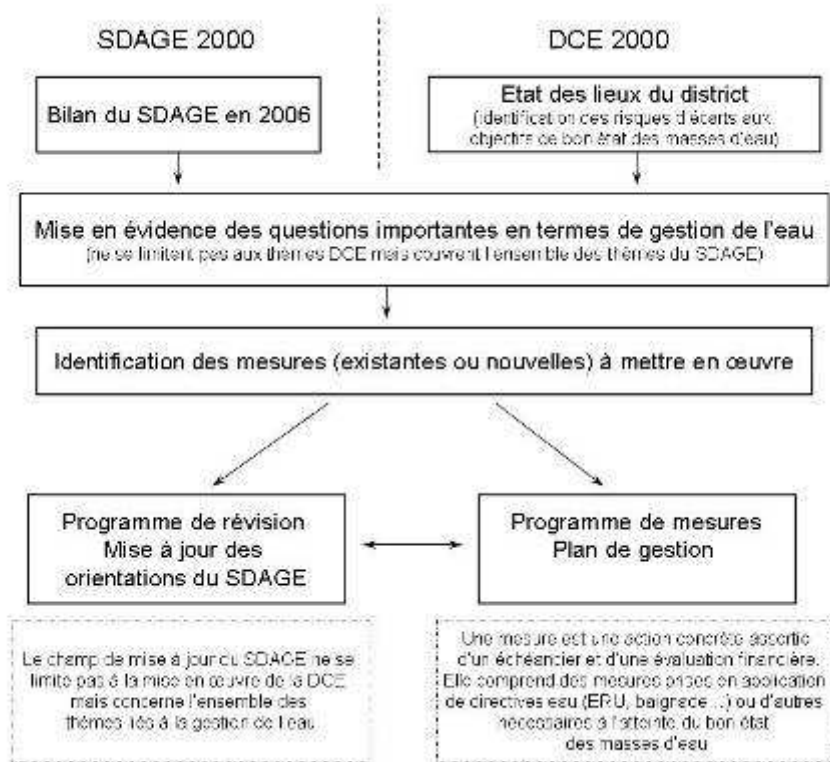 SDAGE 2000
DCE 2000
Bilan du SDAGE en 2006
Etat des lieux du district
(identification des risques d'écarts aux
objectifs de bon état des masses d'eau)
Mise en évidence des questions importantes en termes de gestion de l'eau
(ne se limitent pas aux thèmes DCE mais couvrent l'ensemble des thèmes du SDAGE)
Identification des mesures (existantes ou nouvelles) à mettre en œuvre
Programme de révision
Mise à jour des
orientations du SDAGE
Programme de mesures
Plan de gestion
Le champ de mise à jour du SDAGE ne se
limite pas à la mise en œuvre de la DCE
mais concerne l'ensemble des
thèmes liés à la gestion de l'eau
Une mesure est une action concrète assortie
d'un échéancier et d'une évaluation financière.
Elle comprend des mesures prises en application
de directives eau (ERU, baignade...) ou d'autres
nécessaires à l'atteinte du bon état
des masses d'eau